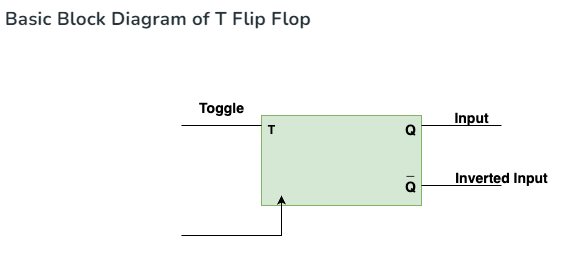 Basic Block Diagram of T Flip Flop
Toggle
T
Q
Input
Q̅
Inverted Input